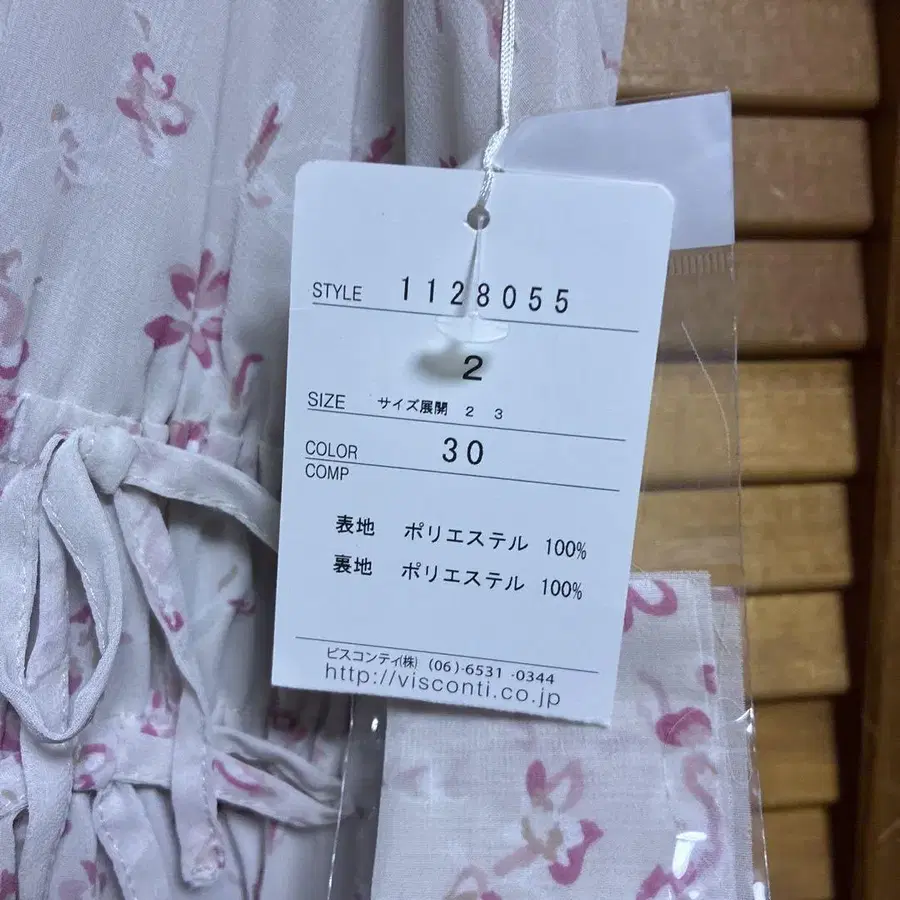 STYLE 1128055
2
SIZE サイズ展開 2 3
COLOR 30
COMP
表地 ポリエステル 100%
裏地 ポリエステル 100%
ビスコンティ(株) (06)-6531-0344
http://visconti.co.jp